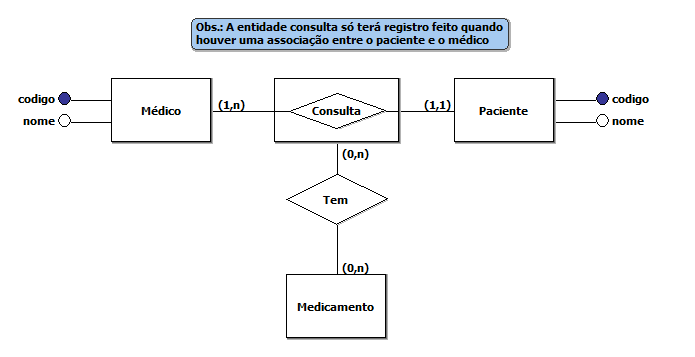 Obs.: A entidade consulta só terá registro feito quando
houver uma associação entre o paciente e o médico
codigo
nome
Médico
(1,n)
Consulta
(1,1)
Paciente
codigo
nome
(0,n)
Tem
(0,n)
Medicamento